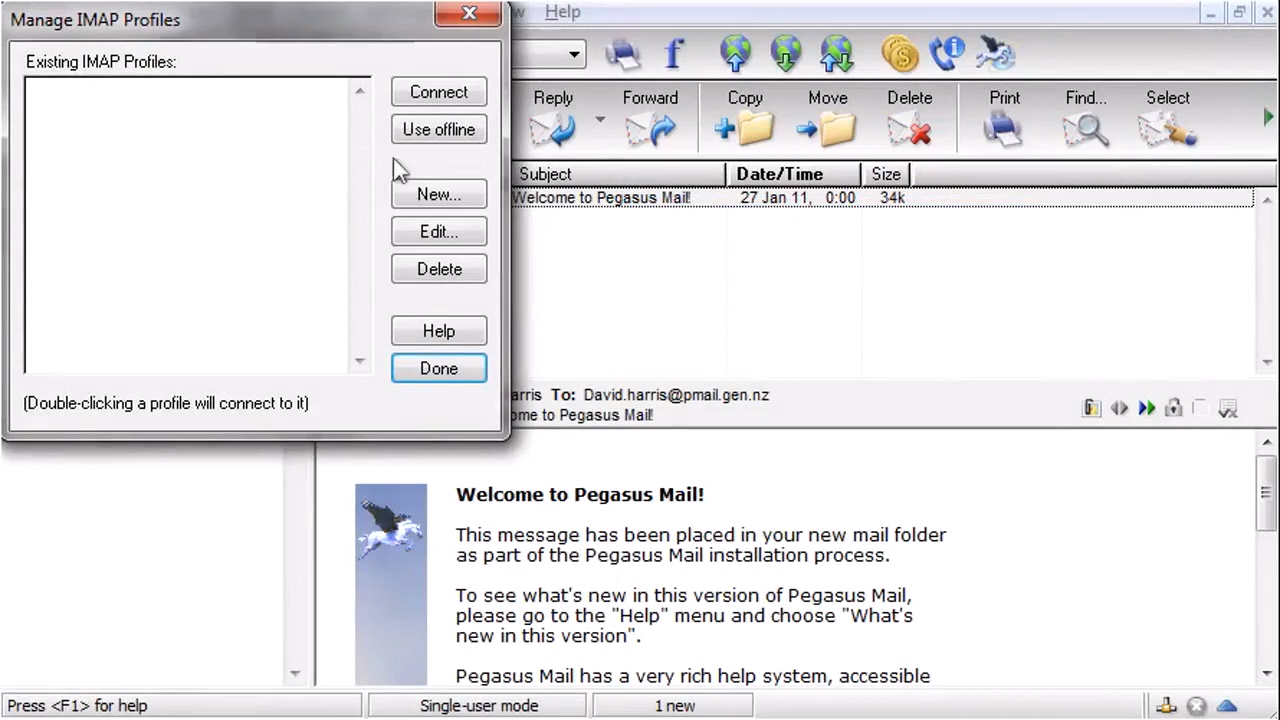 Manage IMAP Profiles
Help
Existing IMAP Profiles:
Connect
Use offline
New...
Edit...
Delete
Help
Done
(Double-clicking a profile will connect to it)
Reply
Forward
Copy
Move
Delete
Print
Find...
Select
Subject
Date/Time
Size
Welcome to Pegasus Mail!
27 Jan 11, 0:00
34k
arris To: David.harris@pmail.gen.nz
ome to Pegasus Mail!
Welcome to Pegasus Mail!
This message has been placed in your new mail folder
as part of the Pegasus Mail installation process.
To see what's new in this version of Pegasus Mail,
please go to the "Help" menu and choose "What's
new in this version".
Pegasus Mail has a very rich help system, accessible
Press <F1> for help
Single-user mode
1 new